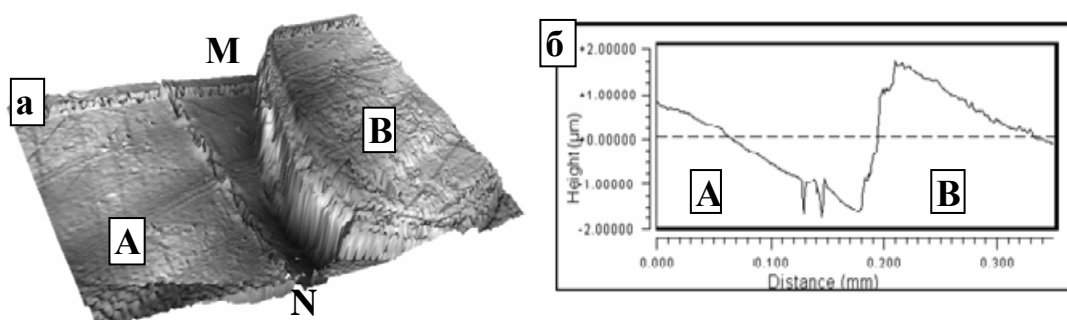 а
M
A
B
N
б
Height (µm)
+2.00000
+1.00000
+0.00000
-1.00000
-2.00000
A
B
0.000
0.100
0.200
0.300
Distance (mm)